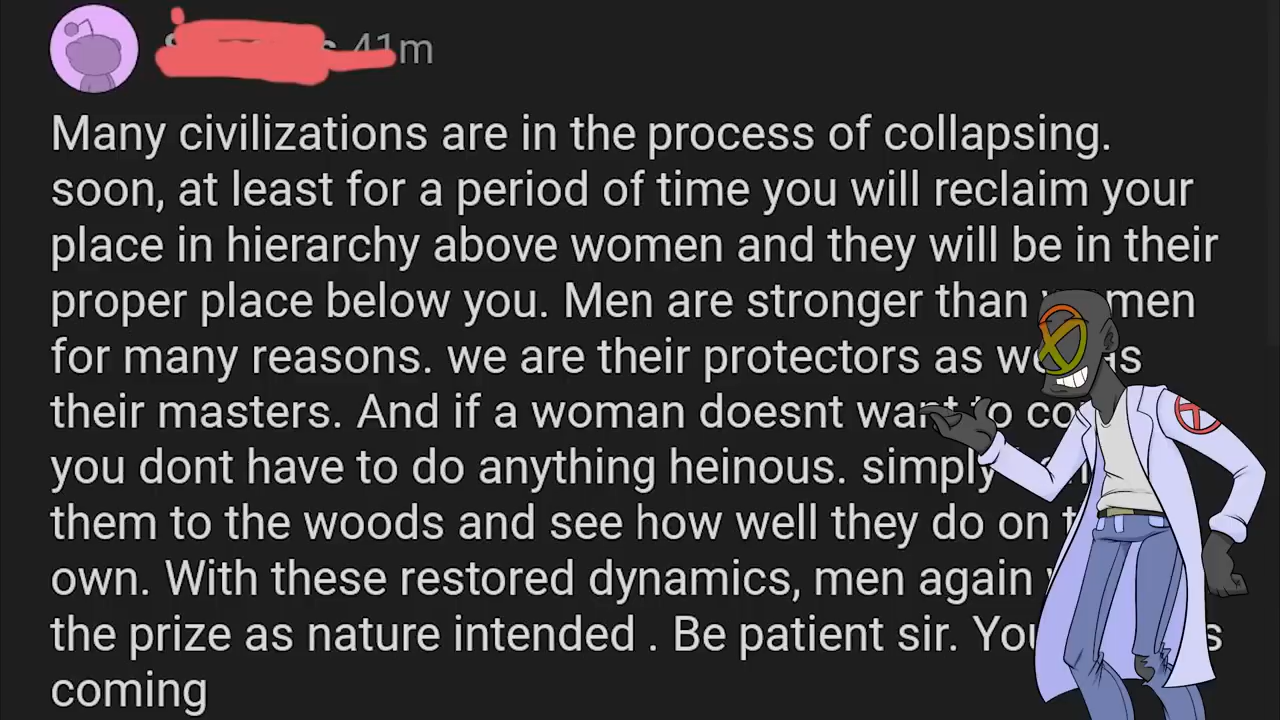 41m
Many civilizations are in the process of collapsing.
soon, at least for a period of time you will reclaim your
place in hierarchy above women and they will be in their
proper place below you. Men are stronger than men
for many reasons. we are their protectors as as
their masters. And if a woman doesnt want to
you dont have to do anything heinous. simply
them to the woods and see how well they do on
own. With these restored dynamics, men again
the prize as nature intended . Be patient sir.
coming